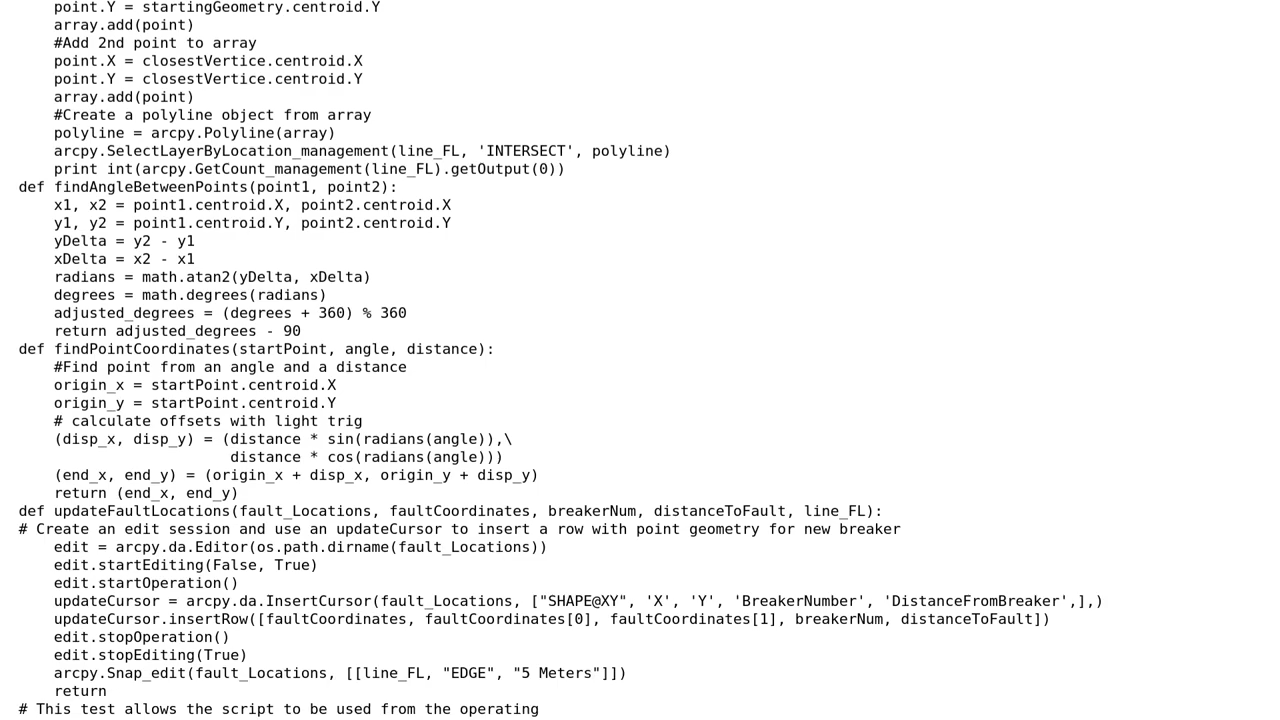 point.Y = startingGeometry.centroid.Y
    array.add(point)
    #Add 2nd point to array
    point.X = closestVertice.centroid.X
    point.Y = closestVertice.centroid.Y
    array.add(point)
    #Create a polyline object from array
    polyline = arcpy.Polyline(array)
    arcpy.SelectLayerByLocation_management(line_FL, 'INTERSECT', polyline)
    print int(arcpy.GetCount_management(line_FL).getOutput(0))
def findAngleBetweenPoints(point1, point2):
    x1, x2 = point1.centroid.X, point2.centroid.X
    y1, y2 = point1.centroid.Y, point2.centroid.Y
    yDelta = y2 - y1
    xDelta = x2 - x1
    radians = math.atan2(yDelta, xDelta)
    degrees = math.degrees(radians)
    adjusted_degrees = (degrees + 360) % 360
    return adjusted_degrees - 90
def findPointCoordinates(startPoint, angle, distance):
    #Find point from an angle and a distance
    origin_x = startPoint.centroid.X
    origin_y = startPoint.centroid.Y
    # calculate offsets with light trig
    (disp_x, disp_y) = (distance * sin(radians(angle)),\
                        distance * cos(radians(angle)))
    (end_x, end_y) = (origin_x + disp_x, origin_y + disp_y)
    return (end_x, end_y)
def updateFaultLocations(fault_Locations, faultCoordinates, breakerNum, distanceToFault, line_FL):
# Create an edit session and use an updateCursor to insert a row with point geometry for new breaker
    edit = arcpy.da.Editor(os.path.dirname(fault_Locations))
    edit.startEditing(False, True)
    edit.startOperation()
    updateCursor = arcpy.da.InsertCursor(fault_Locations, ["SHAPE@XY", 'X', 'Y', 'BreakerNumber', 'DistanceFromBreaker',],)
    updateCursor.insertRow([faultCoordinates, faultCoordinates[0], faultCoordinates[1], breakerNum, distanceToFault])
    edit.stopOperation()
    edit.stopEditing(True)
    arcpy.Snap_edit(fault_Locations, [[line_FL, "EDGE", "5 Meters"]])
    return
# This test allows the script to be used from the operating